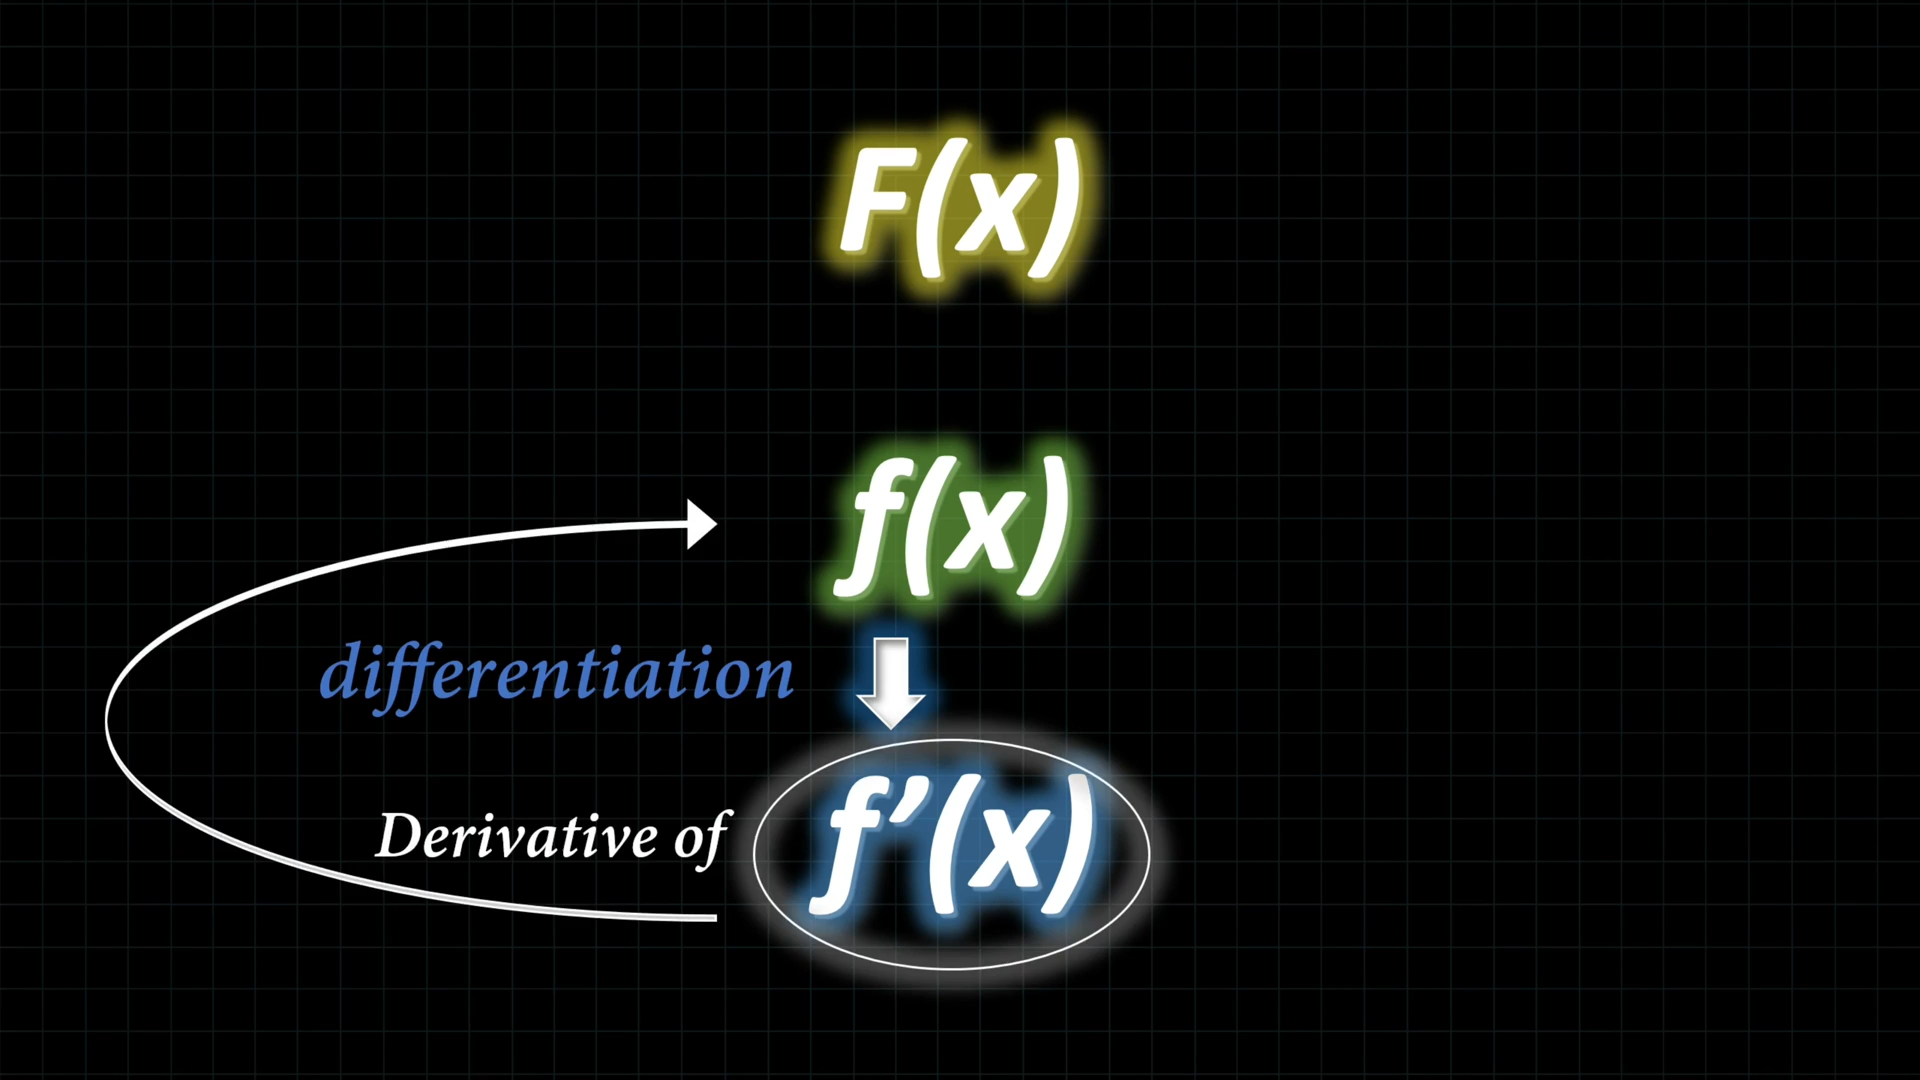 F(x)
f(x)
differentiation
Derivative of f’(x)